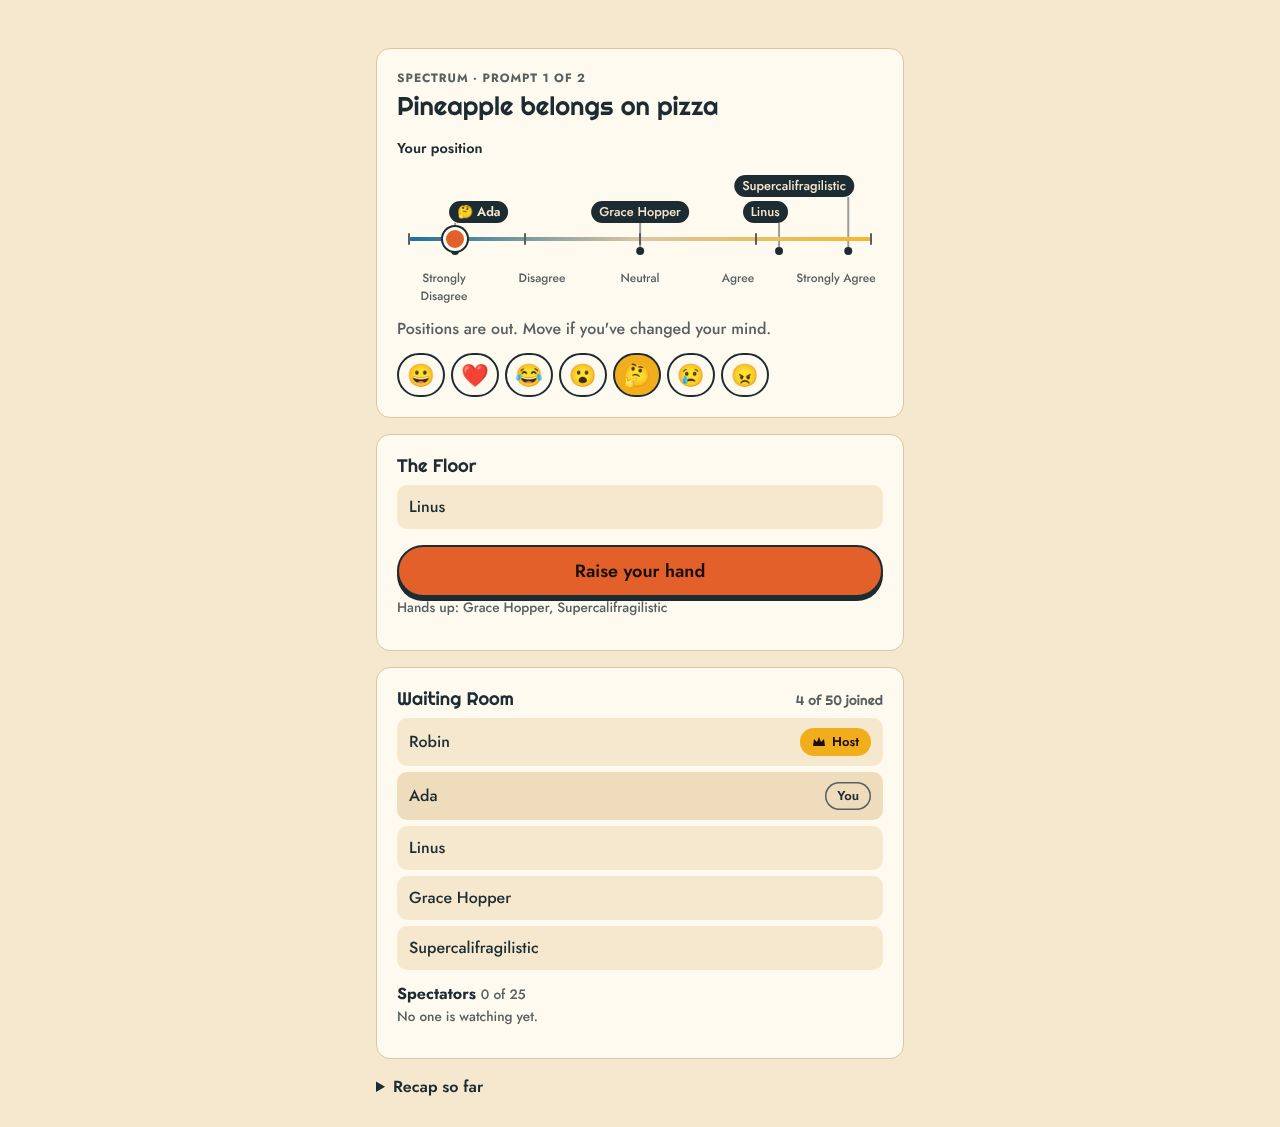 SPECTRUM · PROMPT 1 OF 2
Pineapple belongs on pizza
Your position
Supercalifragilistic
🤔 Ada
Grace Hopper
Linus
Strongly Disagree
Disagree
Neutral
Agree
Strongly Agree
Positions are out. Move if you've changed your mind.
😀 ❤️ 😂 😮 🤔 😢 😠
The Floor
Linus
Raise your hand
Hands up: Grace Hopper, Supercalifragilistic
Waiting Room
4 of 50 joined
Robin
Host
Ada
You
Linus
Grace Hopper
Supercalifragilistic
Spectators 0 of 25
No one is watching yet.
Recap so far